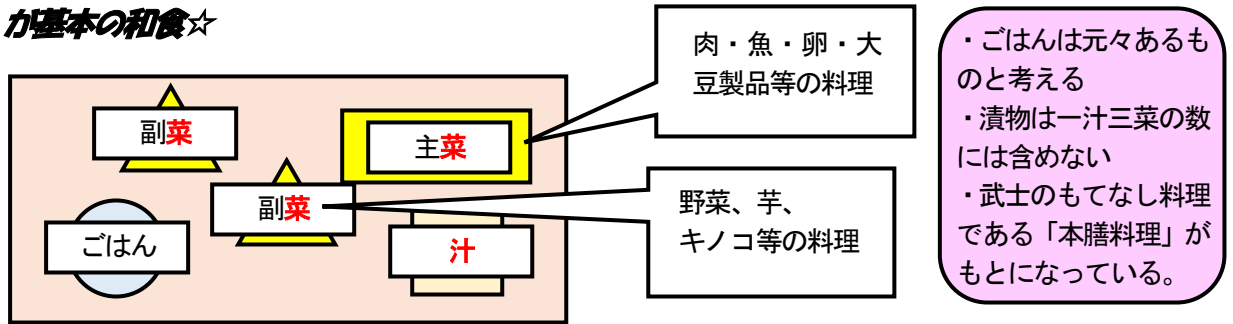 が基本の和食☆
副菜
主菜
副菜
ごはん
汁
肉・魚・卵・大
豆製品等の料理
野菜、芋、
キノコ等の料理
・ごはんは元々あるも
のと考える
・漬物は一汁三菜の数
には含めない
・武士のもてなし料理
である「本膳料理」が
もとになっている。